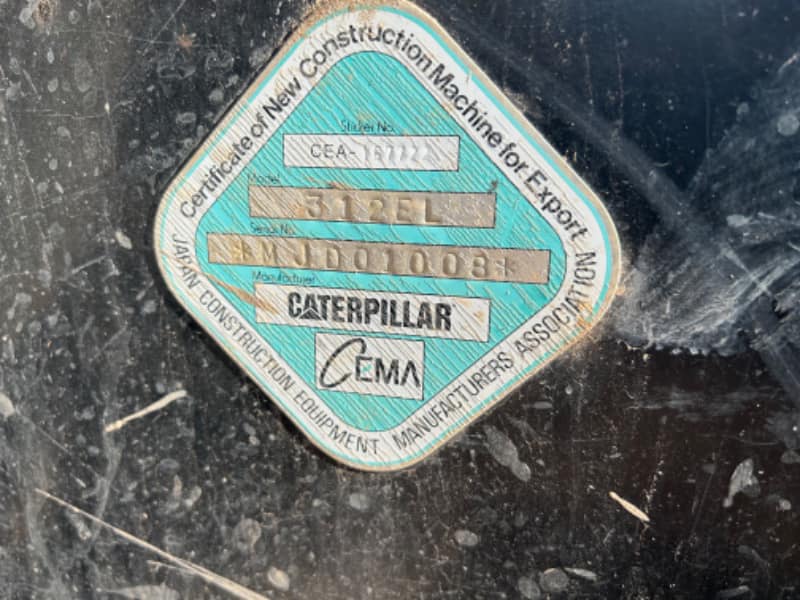 Certificate of New Construction Machine for Export
Sticker No.
CEA-
Model
312EL
Serial No.
*MJD01008*
Manufacturer
CATERPILLAR
CEMA
JAPAN CONSTRUCTION EQUIPMENT MANUFACTURERS ASSOCIATION